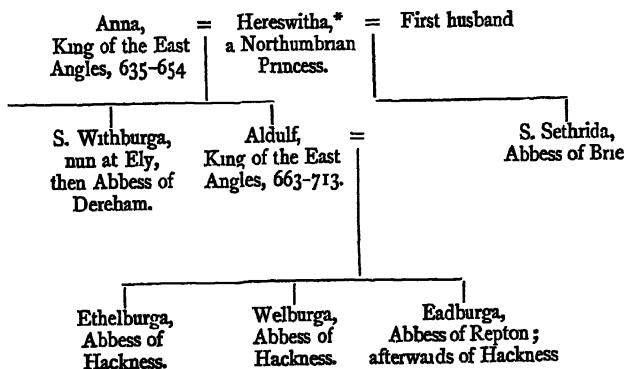 Anna, = Hereswitha,* = First husband
King of the East a Northumbrian
Angles, 635-654 Princess.
S. Withburga, Aldulf, = S. Sethrida,
nun at Ely, King of the East Abbess of Brie
then Abbess of Angles, 663-713.
Dereham.
Ethelburga, Welburga, Eadburga,
Abbess of Abbess of Abbess of Repton;
Hackness. Hackness. afterwards of Hackness